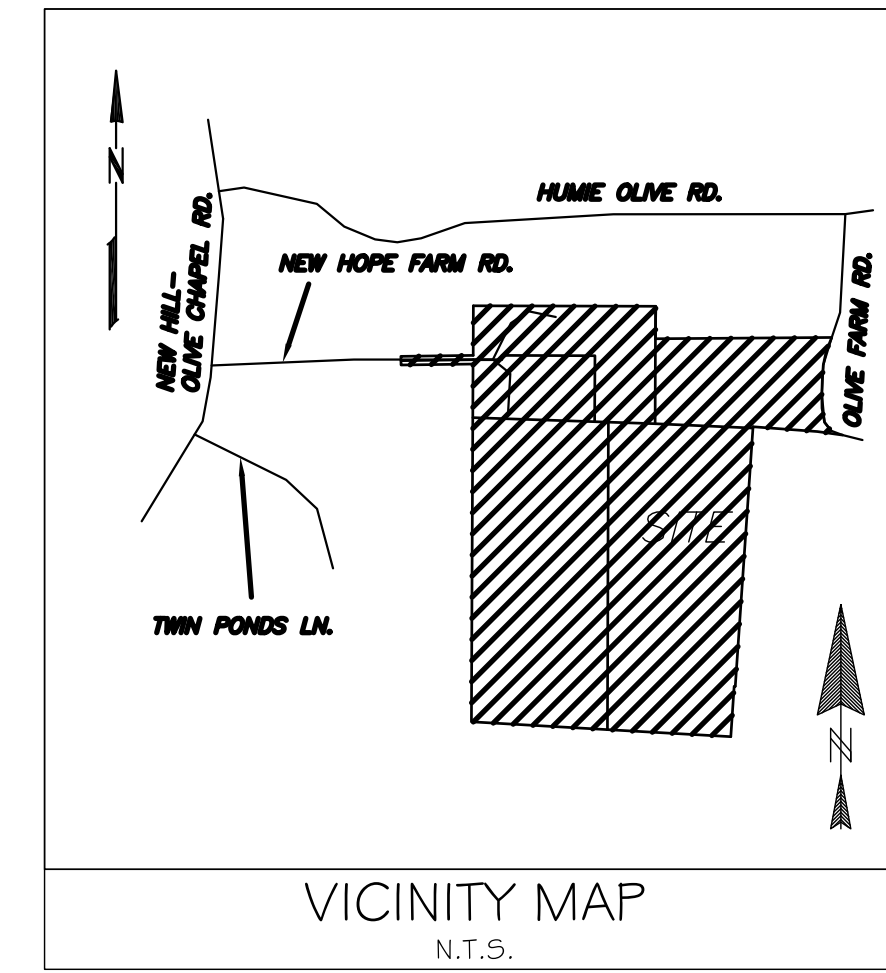 N
HUMIE OLIVE RD.
NEW HILL-
OLIVE CHAPEL RD.
NEW HOPE FARM RD.
OLIVE FARM RD.
SITE
TWIN PONDS LN.
N
VICINITY MAP
N.T.S.